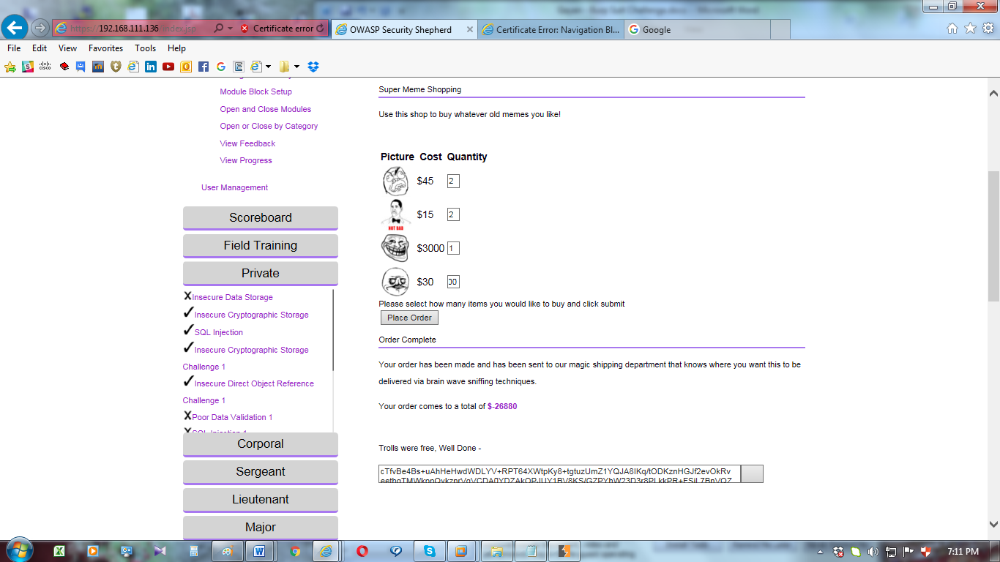 https://192.168.111.136/index.jsp
Certificate error
OWASP Security Shepherd
Certificate Error: Navigation Bl...
Google
File Edit View Favorites Tools Help
Module Block Setup
Open and Close Modules
Open or Close by Category
View Feedback
View Progress
User Management
Scoreboard
Field Training
Private
Insecure Data Storage
Insecure Cryptographic Storage
SQL Injection
Insecure Cryptographic Storage
Challenge 1
Insecure Direct Object Reference
Challenge 1
Poor Data Validation 1
SQL Injection 1
Corporal
Sergeant
Lieutenant
Major
Super Meme Shopping
Use this shop to buy whatever old memes you like!
Picture Cost Quantity
$45 2
NOT BAD
$15 2
$3000 1
$30 00
Please select how many items you would like to buy and click submit
Place Order
Order Complete
Your order has been made and has been sent to our magic shipping department that knows where you want this to be
delivered via brain wave sniffing techniques.
Your order comes to a total of $-26880
Trolls were free, Well Done -
cTfvBe4Bs+uAhHeHwdWDLYV+RPT64XWtpKy8+tgtuzUmZ1YQJA8IKq/tODKznHGJf2evOkRv
7:11 PM